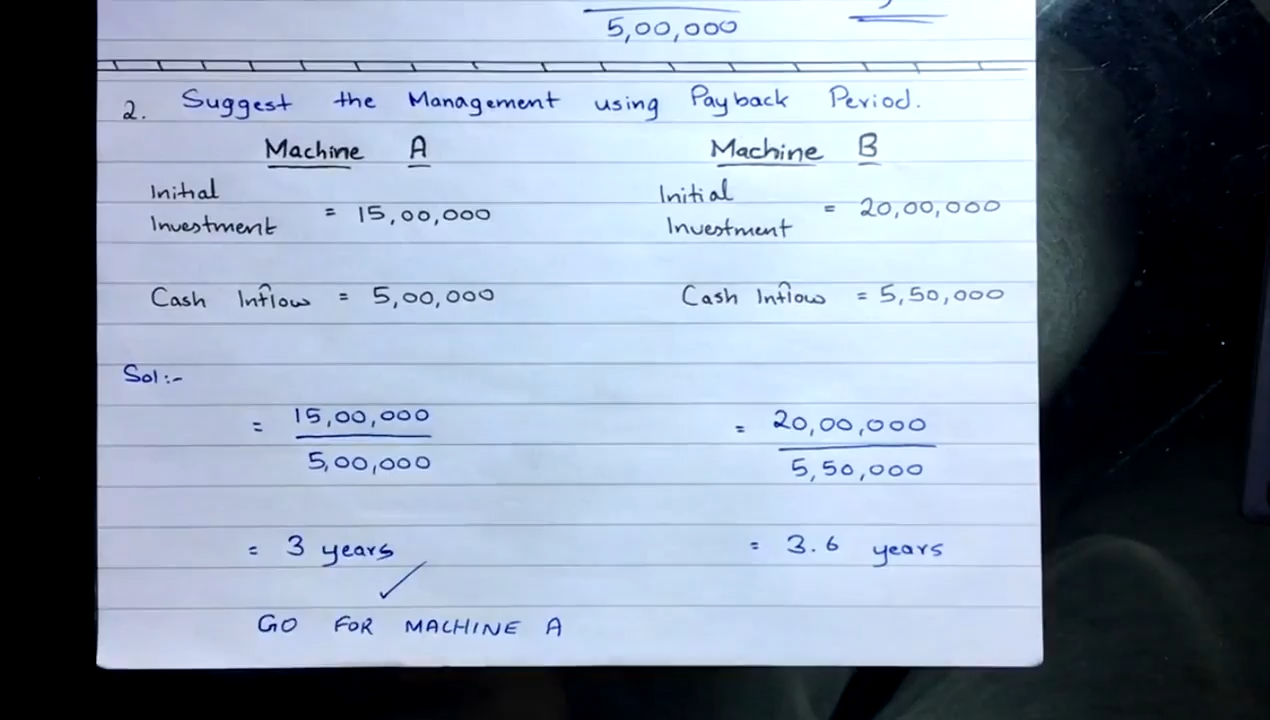 5,00,000
2. Suggest the Management using Payback Period.
Machine A
Machine B
Initial
Investment = 15,00,000
Initial
Investment = 20,00,000
Cash Inflow = 5,00,000
Cash Inflow = 5,50,000
Sol:-
= 15,00,000
5,00,000
= 20,00,000
5,50,000
= 3 years
= 3.6 years
GO FOR MACHINE A